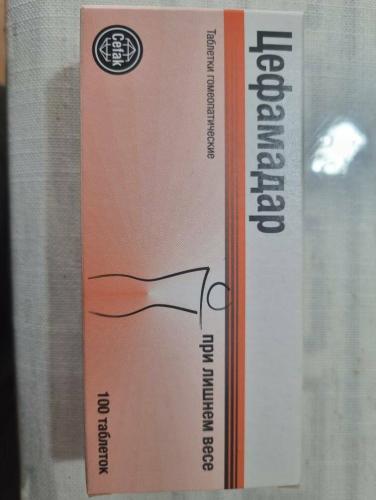 Cefak
Цефамадар
Таблетки гомеопатические
при лишнем весе
100 таблеток